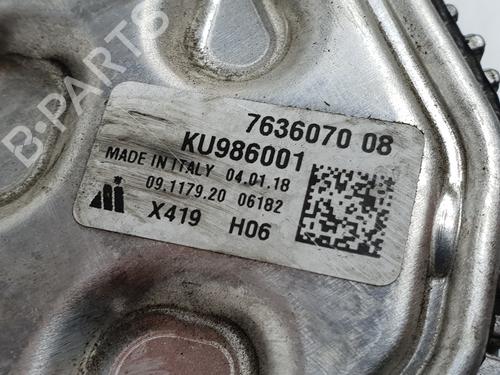 B-PARTS
7636070 08
KU986001
MADE IN ITALY 04.01.18
09.1179.20 06182
X419 H06